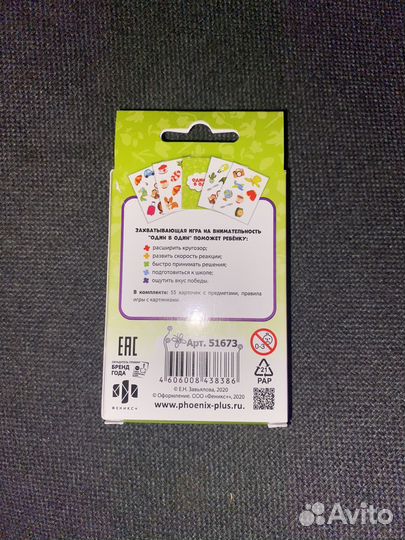 ОДИН
В О
ЗАХВАТЫВАЮЩАЯ ИГРА НА ВНИМАТЕЛЬНОСТЬ
"ОДИН В ОДИН" ПОМОЖЕТ РЕБЁНКУ:
расширить кругозор;
развить скорость реакции;
быстро принимать решения;
подготовиться к школе;
ощутить вкус победы.
В комплекте: 55 карточек с предметами, правила
игры с картинками.
Арт. 51673
0-3
EAC
БРЕНД
ГОДА
21
PAP
ФЕНИКС+
4 606008 438386
© Е.Н. Завьялова, 2020
© Оформление. ООО «Феникс+», 2020
www.phoenix-plus.ru
Avito